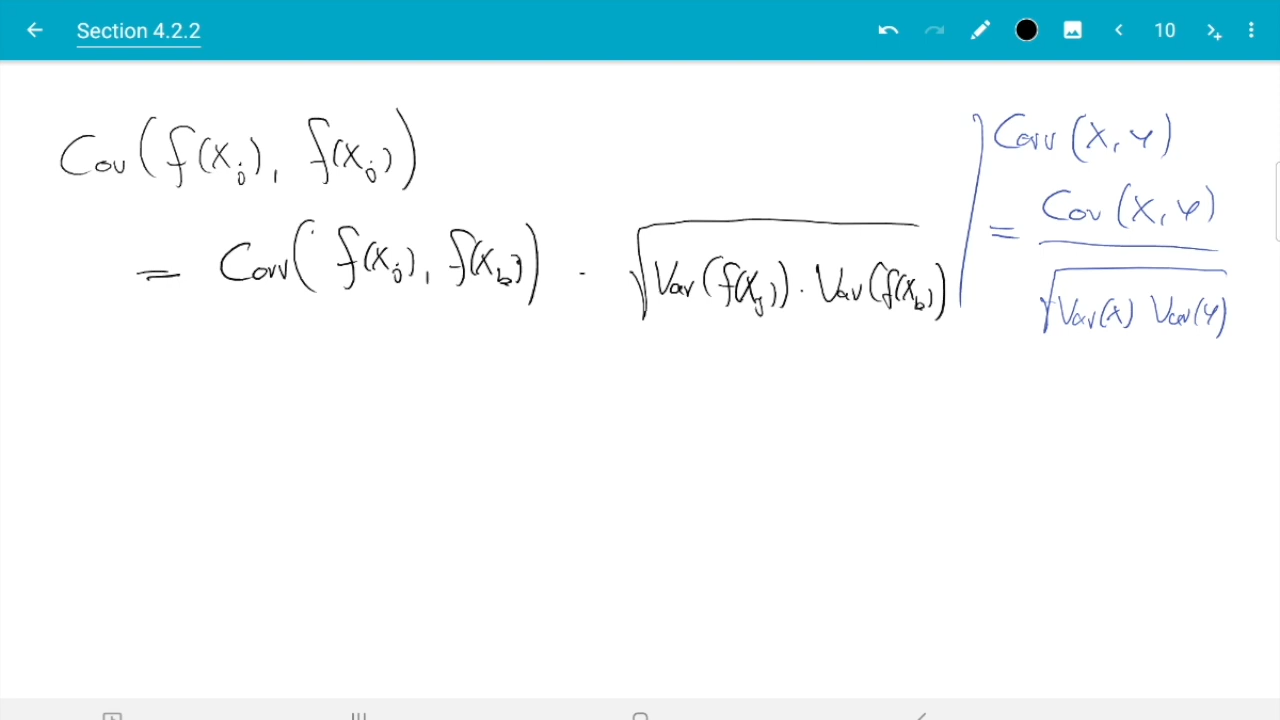 Section 4.2.2
10
Cov(f(X_j), f(X_j))
= Corr(f(X_j), f(X_k)) · √Var(f(X_j)) · Var(f(X_k))
Corr(X, Y)
= Cov(X, Y)
√Var(X) Var(Y)